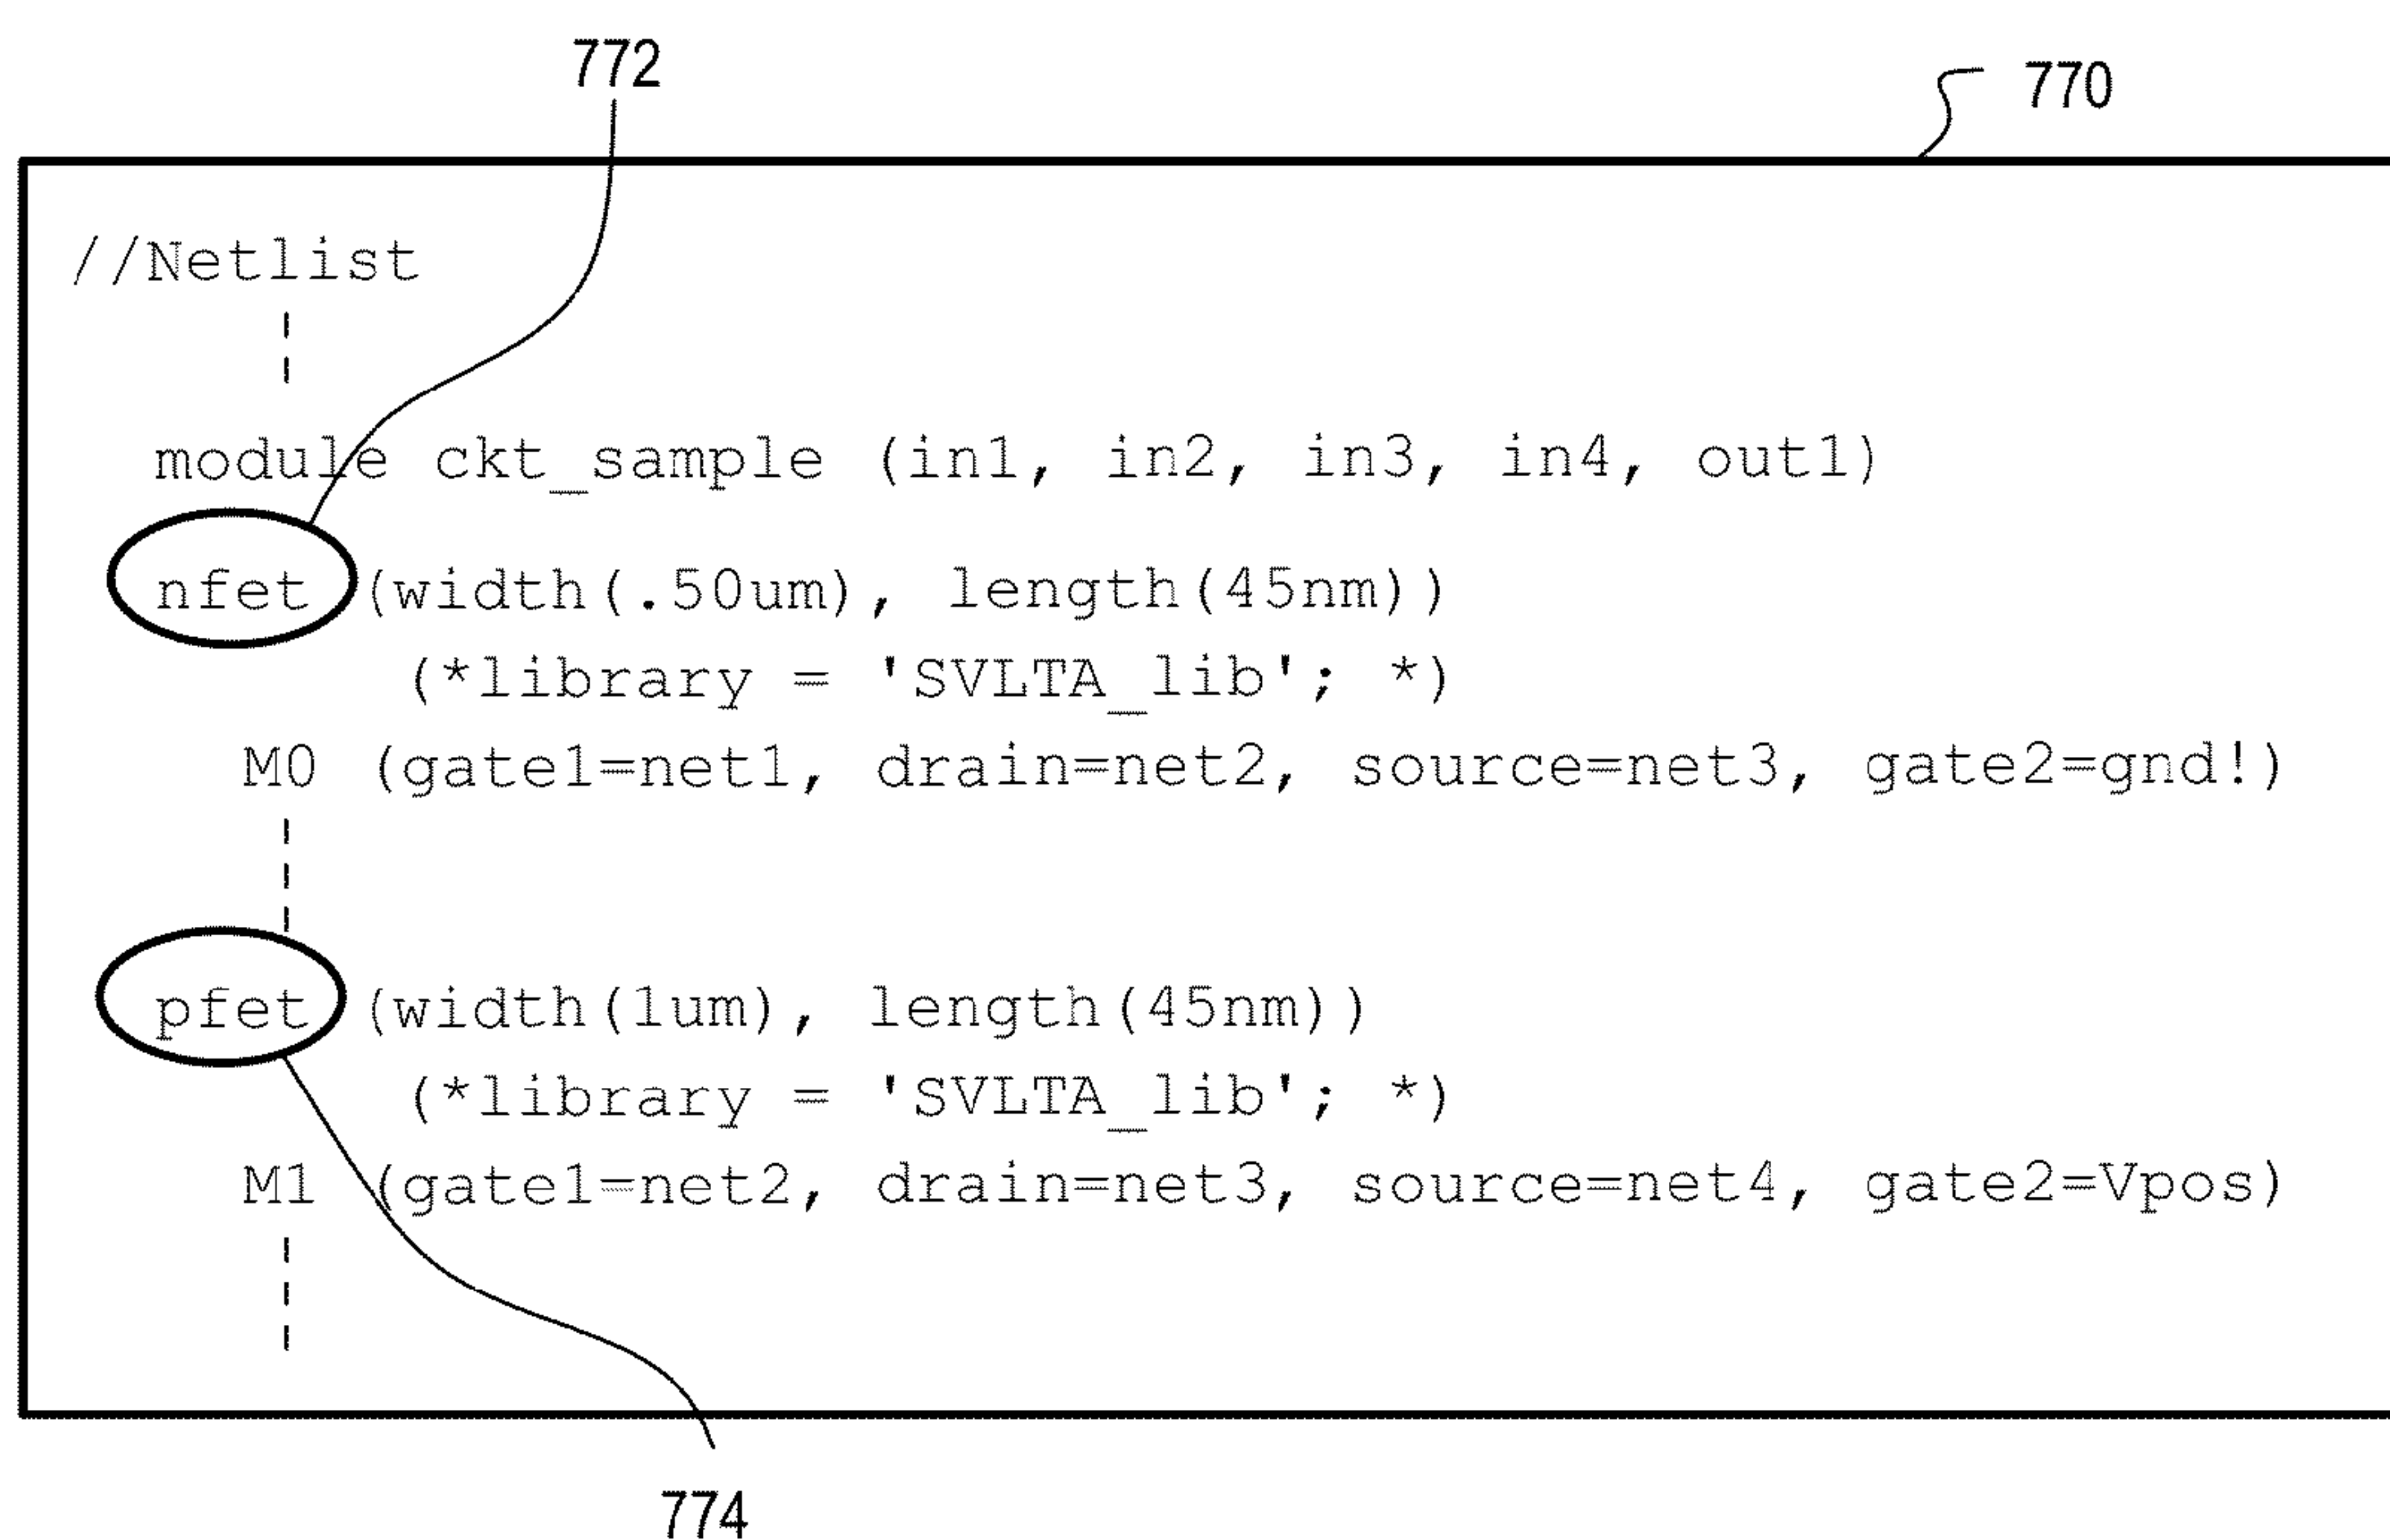 772
770
//Netlist
module ckt_sample (in1, in2, in3, in4, out1)
nfet (width(.50um), length(45nm))
(*library = 'SVLTA_lib'; *)
M0 (gate1=net1, drain=net2, source=net3, gate2=gnd!)
pfet (width(1um), length(45nm))
(*library = 'SVLTA_lib'; *)
M1 (gate1=net2, drain=net3, source=net4, gate2=Vpos)
774